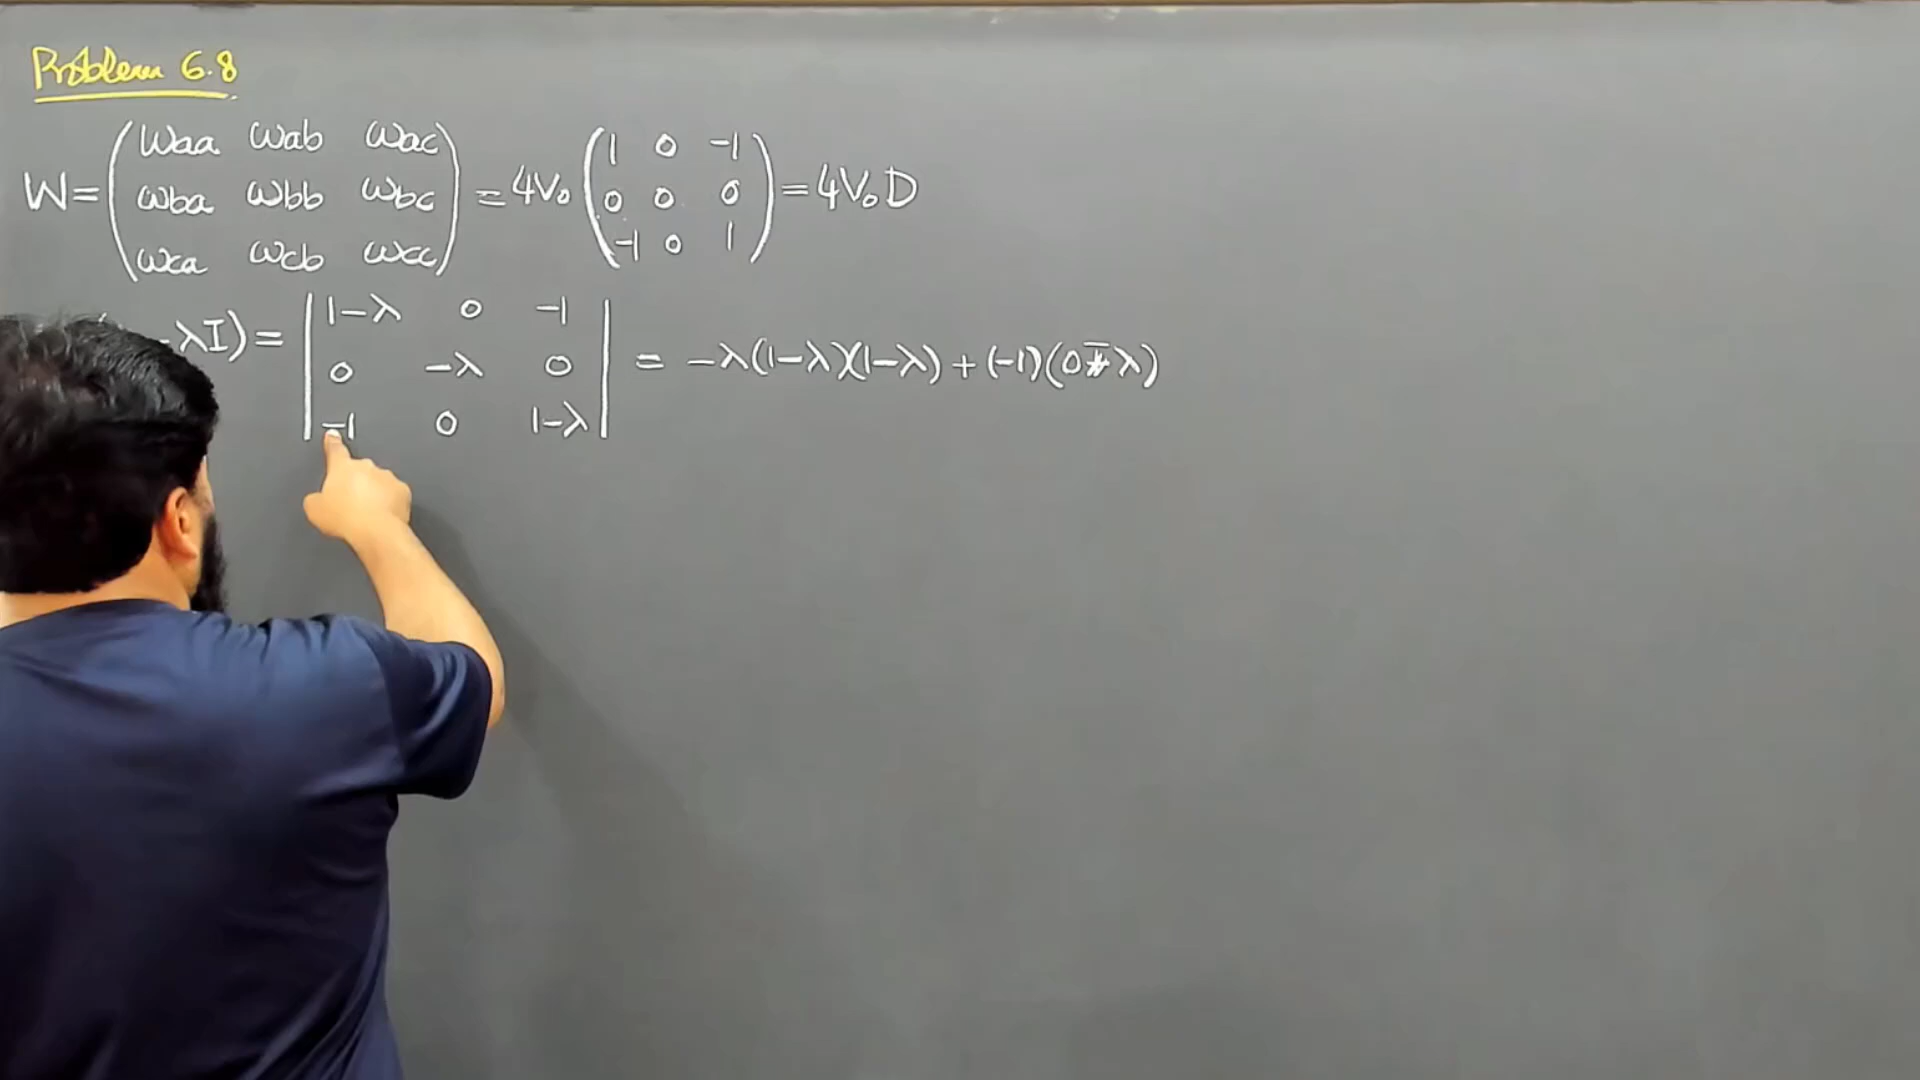 Problem 6.8
W = ( Waa Wab Wac ; Wba Wbb Wbc ; Wca Wcb Wcc ) = 4V₀ ( 1 0 -1 ; 0 0 0 ; -1 0 1 ) = 4V₀D
-λI) = | 1-λ 0 -1 ; 0 -λ 0 ; -1 0 1-λ | = -λ(1-λ)(1-λ) + (-1)(0-λ)